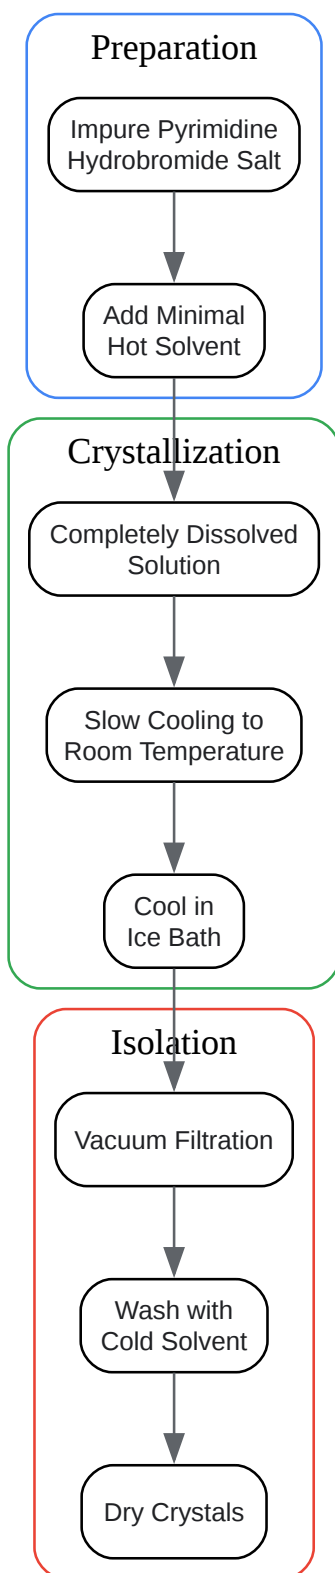 Preparation
Impure Pyrimidine
Hydrobromide Salt
Add Minimal
Hot Solvent
Crystallization
Completely Dissolved
Solution
Slow Cooling to
Room Temperature
Cool in
Ice Bath
Isolation
Vacuum Filtration
Wash with
Cold Solvent
Dry Crystals